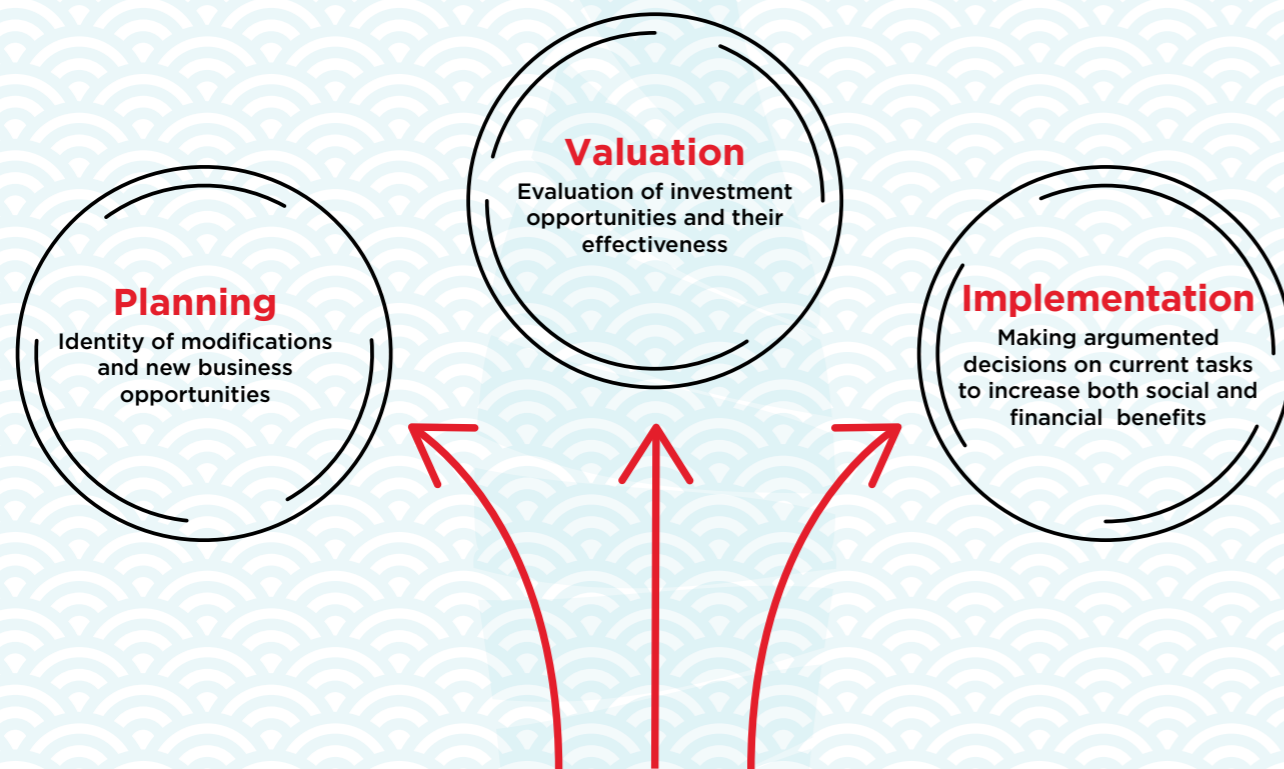 Planning
Identity of modifications
and new business
opportunities
Valuation
Evaluation of investment
opportunities and their
effectiveness
Implementation
Making argumented
decisions on current tasks
to increase both social and
financial benefits